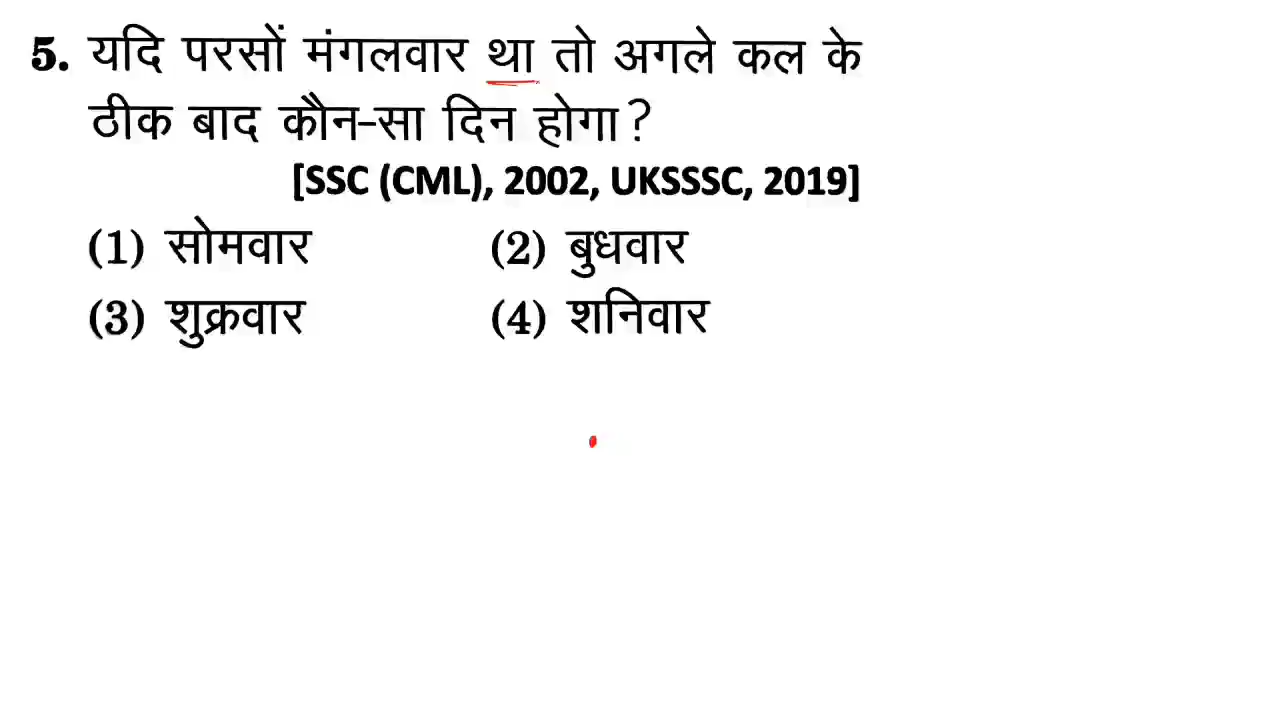 5. यदि परसों मंगलवार था तो अगले कल के
ठीक बाद कौन-सा दिन होगा?
[SSC (CML), 2002, UKSSSC, 2019]
(1) सोमवार (2) बुधवार
(3) शुक्रवार (4) शनिवार